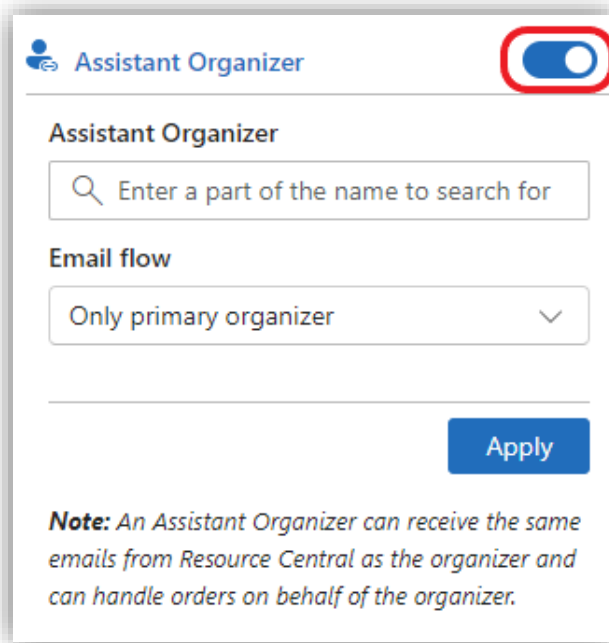 Assistant Organizer
Assistant Organizer
Enter a part of the name to search for
Email flow
Only primary organizer
Apply
Note: An Assistant Organizer can receive the same
emails from Resource Central as the organizer and
can handle orders on behalf of the organizer.